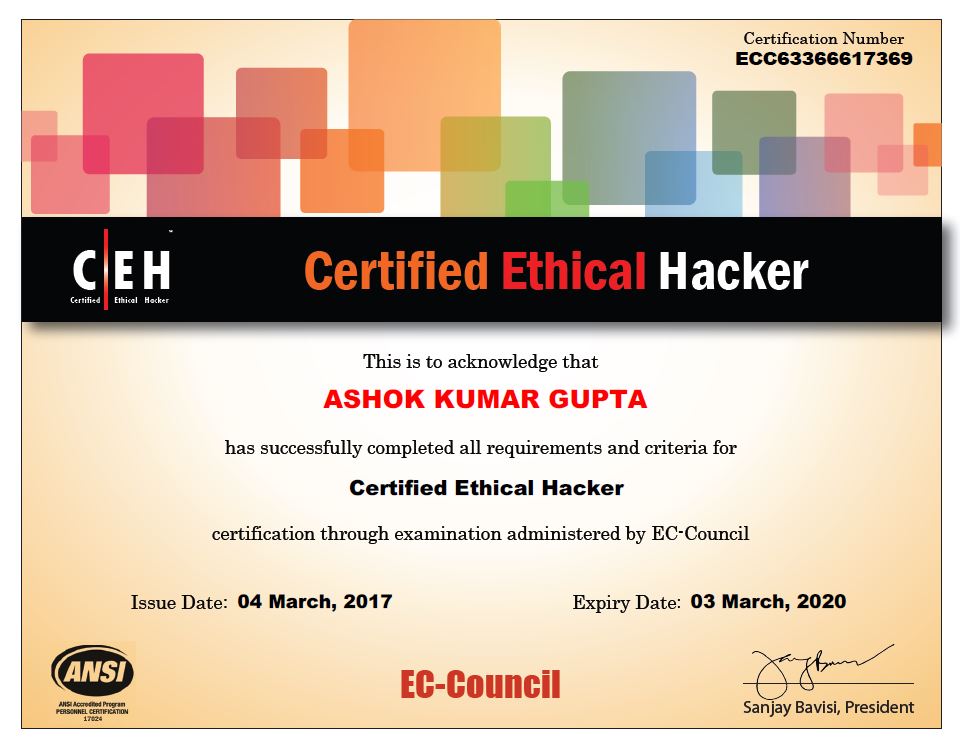 Certification Number
ECC63366617369
C|EH™
Certified Ethical Hacker
Certified Ethical Hacker
This is to acknowledge that
ASHOK KUMAR GUPTA
has successfully completed all requirements and criteria for
Certified Ethical Hacker
certification through examination administered by EC-Council
Issue Date: 04 March, 2017
Expiry Date: 03 March, 2020
ANSI
ANSI Accredited Program
PERSONNEL CERTIFICATION
17024
EC-Council
Sanjay Bavisi, President